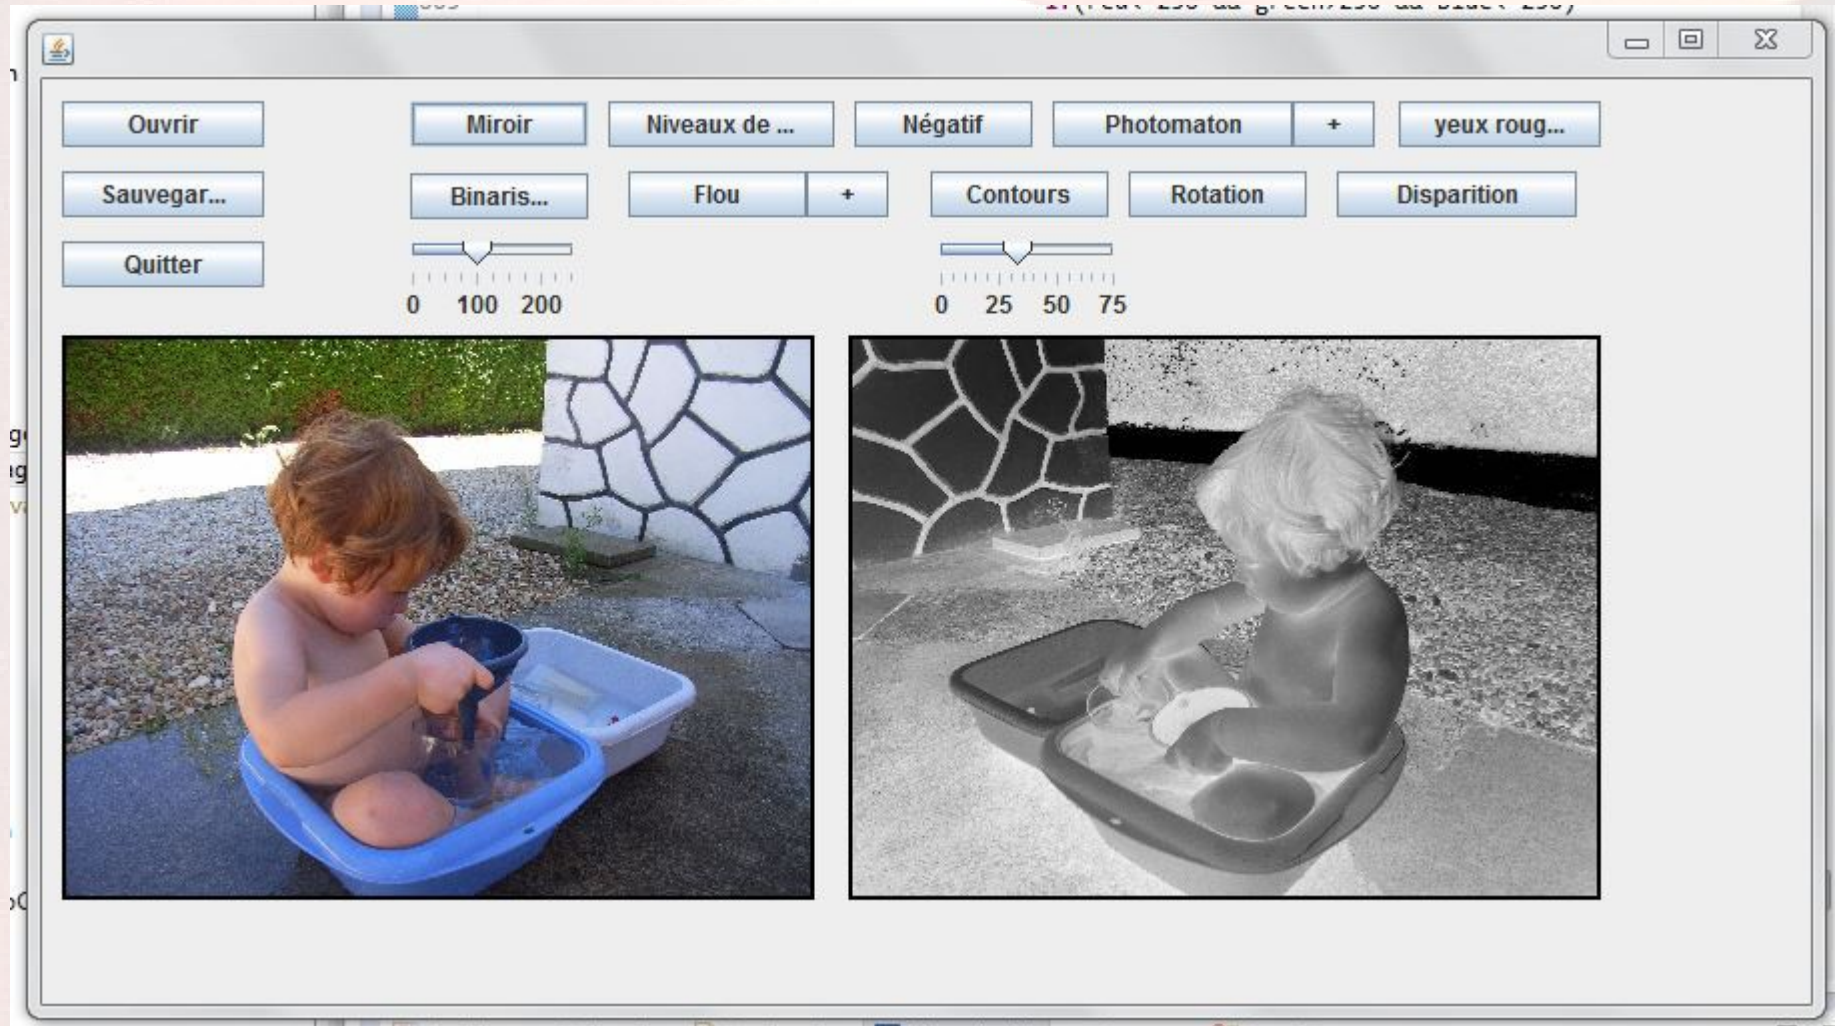 Ouvrir Miroir Niveaux de ... Négatif Photomaton + yeux roug...
Sauvegar... Binaris... Flou + Contours Rotation Disparition
Quitter
0 100 200 0 25 50 75